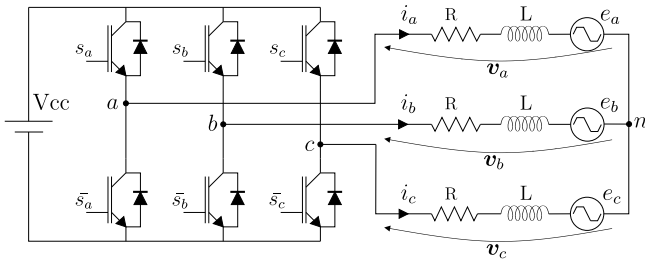 i_a R L e_a
s_a s_b s_c
v_a
Vcc a
i_b R L e_b
b n
c v_b
s̄_a s̄_b s̄_c i_c R L e_c
v_c